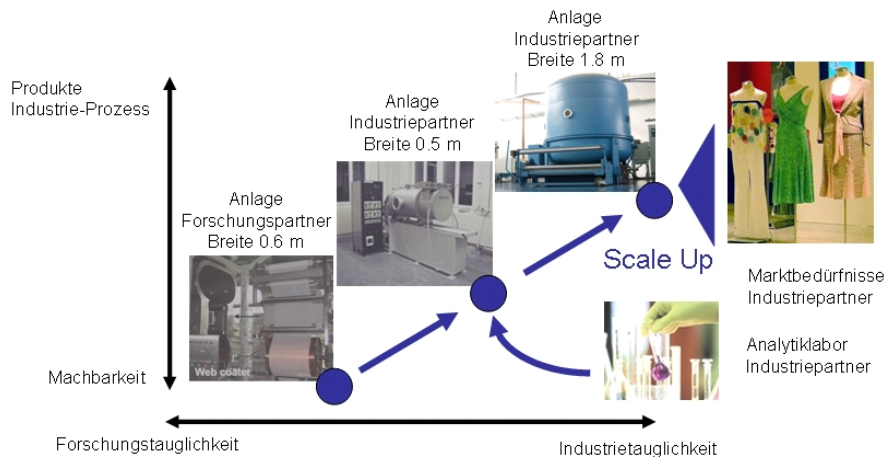 Anlage
Industriepartner
Breite 1.8 m
Produkte
Industrie-Prozess
Anlage
Industriepartner
Breite 0.5 m
Anlage
Forschungspartner
Breite 0.6 m
Scale Up
Marktbedürfnisse
Industriepartner
Analytiklabor
Industriepartner
Web coater
Machbarkeit
Forschungstauglichkeit
Industrietauglichkeit